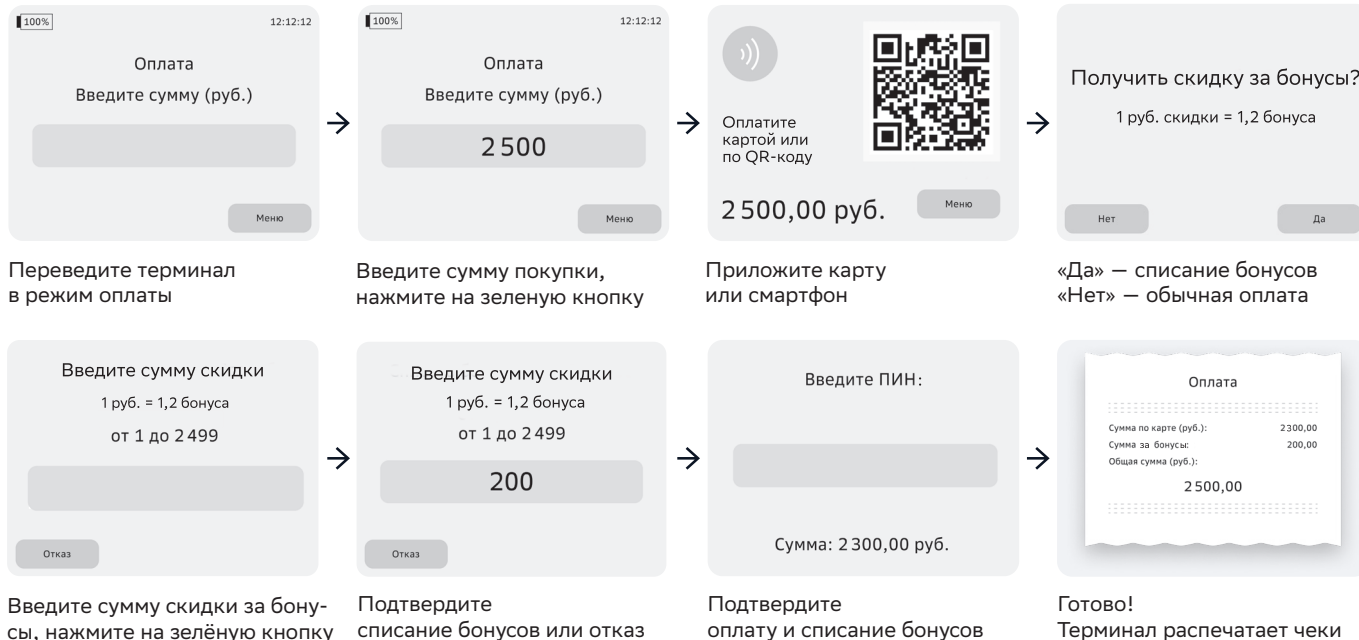 100%
12:12:12
Оплата
Введите сумму (руб.)
Меню
Переведите терминал
в режим оплаты
100%
12:12:12
Оплата
Введите сумму (руб.)
2 500
Меню
Введите сумму покупки,
нажмите на зеленую кнопку
Оплатите
картой или
по QR-коду
2 500,00 руб.
Меню
Приложите карту
или смартфон
Получить скидку за бонусы?
1 руб. скидки = 1,2 бонуса
Нет
Да
«Да» — списание бонусов
«Нет» — обычная оплата
Введите сумму скидки
1 руб. = 1,2 бонуса
от 1 до 2 499
Отказ
Введите сумму скидки за бону-
сы, нажмите на зелёную кнопку
Введите сумму скидки
1 руб. = 1,2 бонуса
от 1 до 2 499
200
Отказ
Подтвердите
списание бонусов или отказ
Введите ПИН:
Сумма: 2 300,00 руб.
Подтвердите
оплату и списание бонусов
Оплата
Сумма по карте (руб.): 2300,00
Сумма за бонусы: 200,00
Общая сумма (руб.):
2 500,00
Готово!
Терминал распечатает чеки